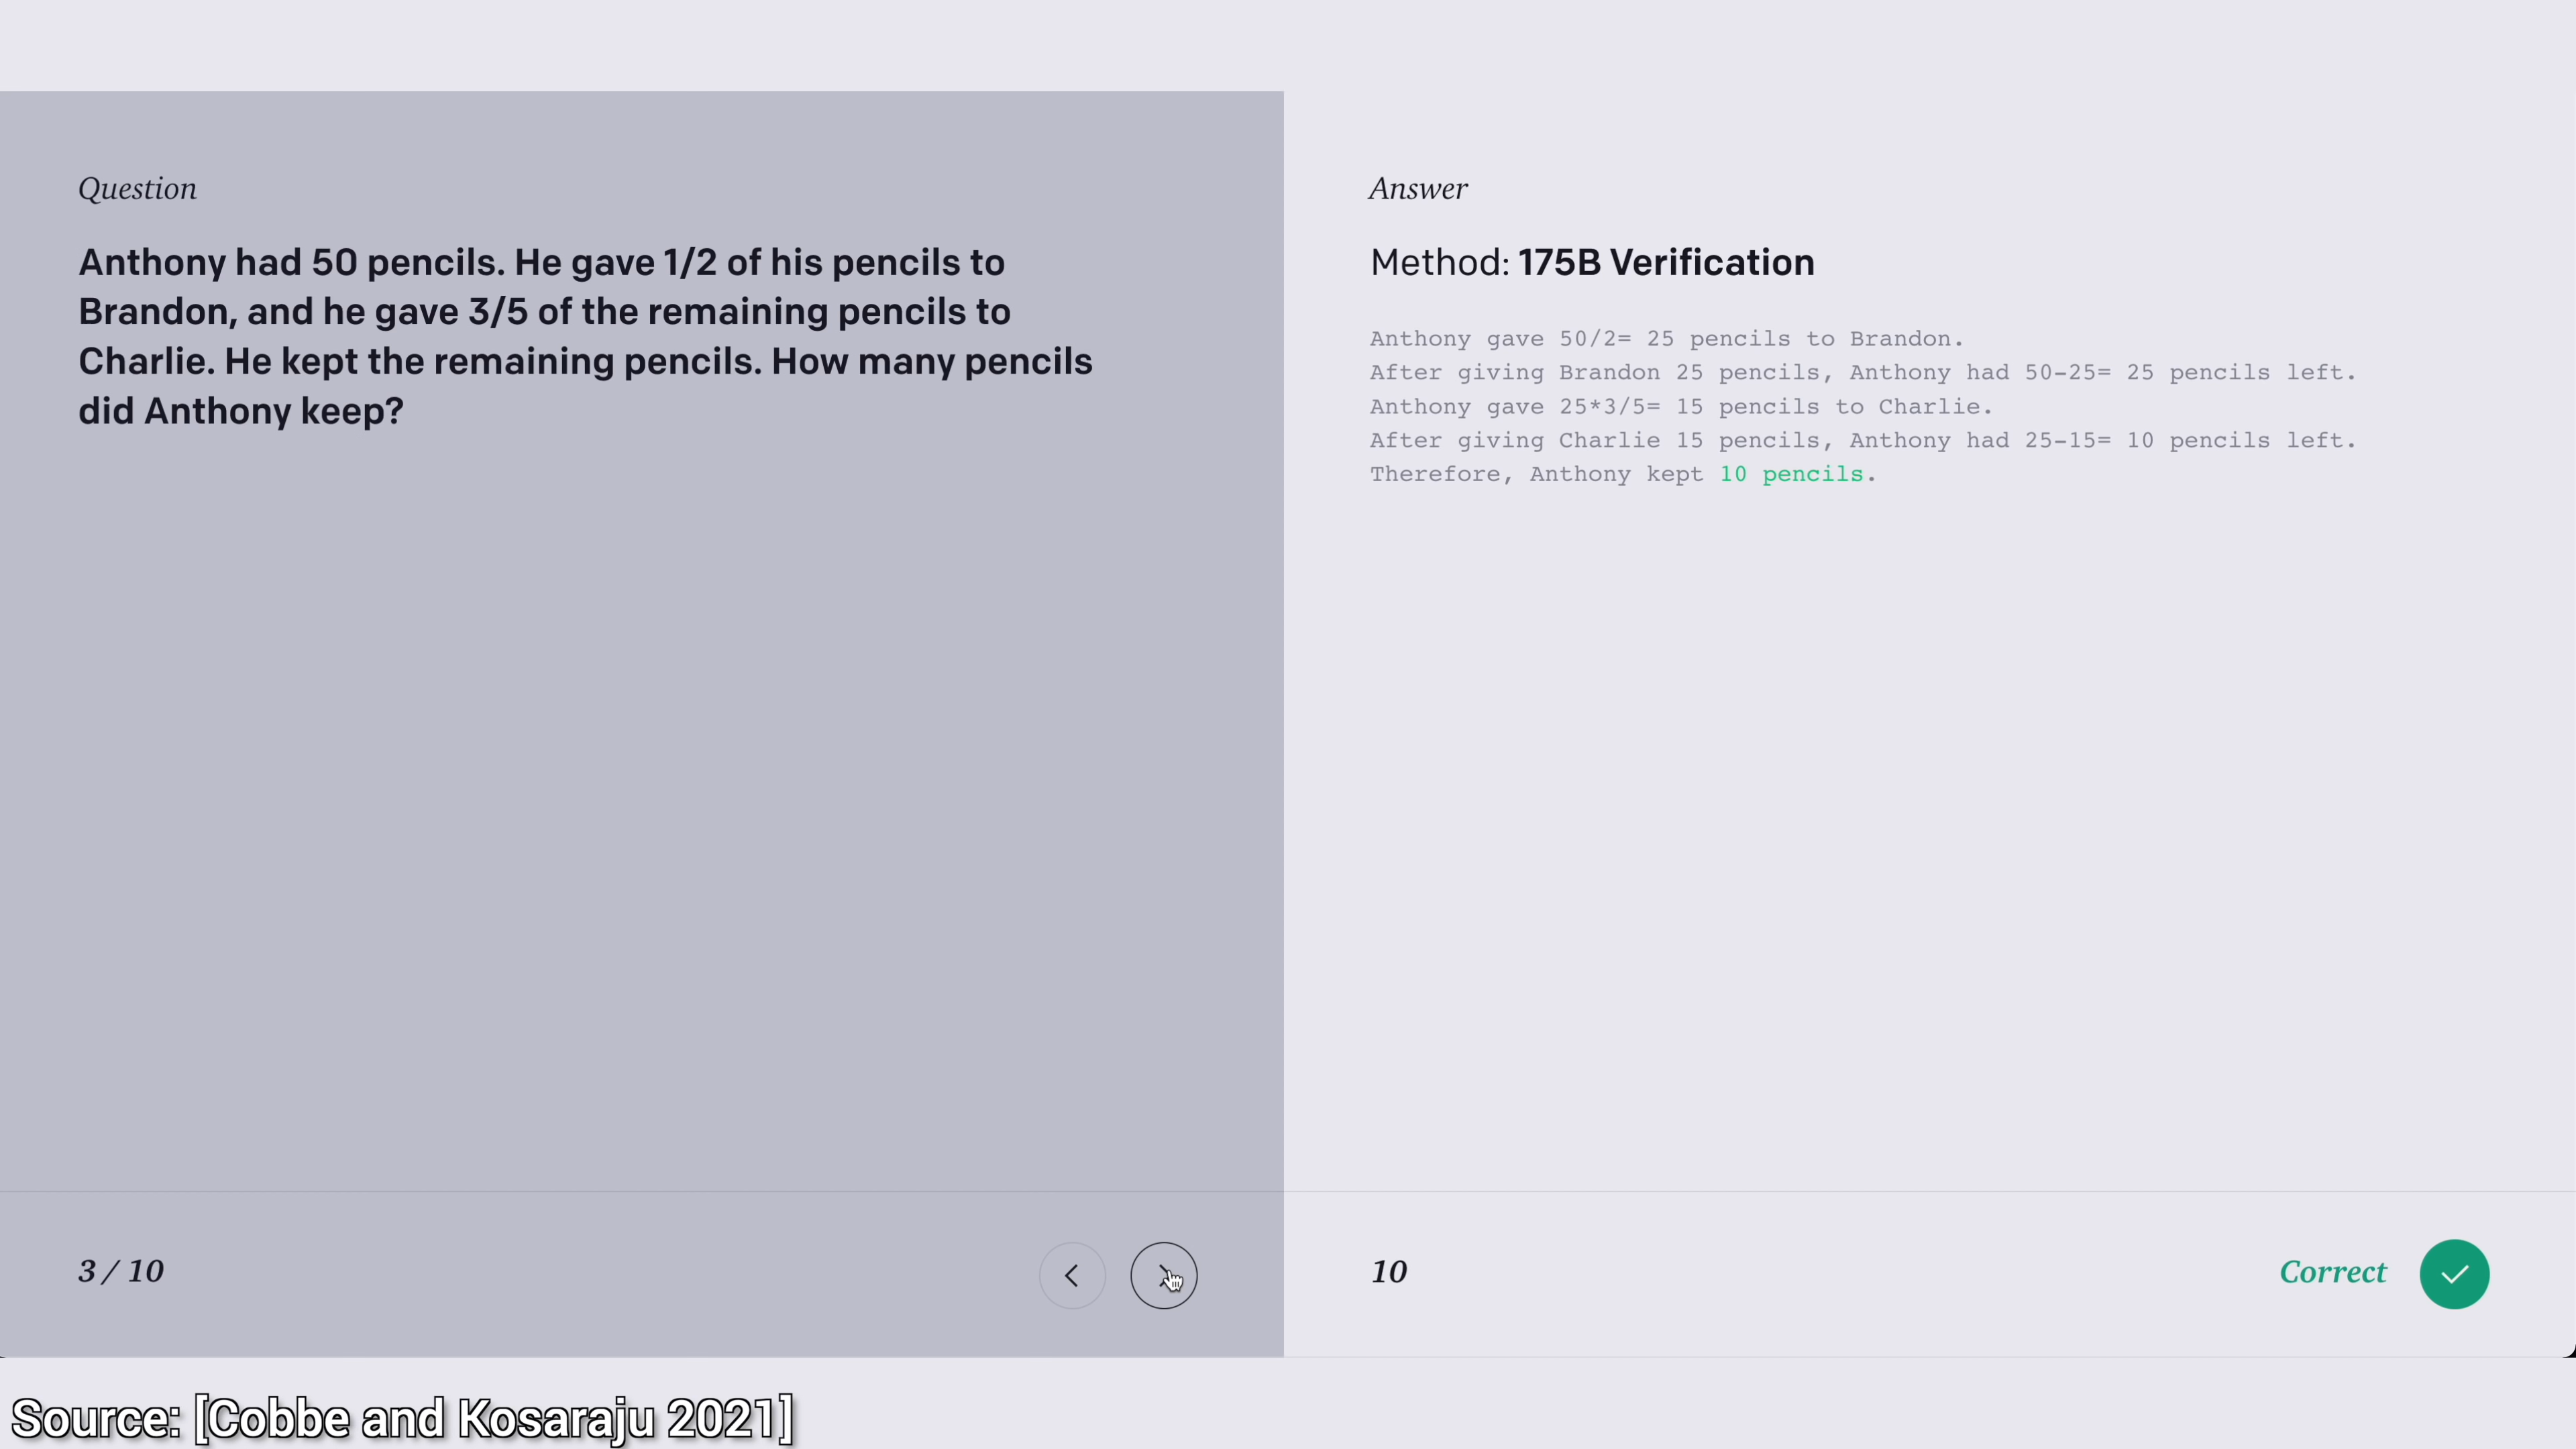 Question
Anthony had 50 pencils. He gave 1/2 of his pencils to
Brandon, and he gave 3/5 of the remaining pencils to
Charlie. He kept the remaining pencils. How many pencils
did Anthony keep?
3 / 10
Answer
Method: 175B Verification
Anthony gave 50/2= 25 pencils to Brandon.
After giving Brandon 25 pencils, Anthony had 50-25= 25 pencils left.
Anthony gave 25*3/5= 15 pencils to Charlie.
After giving Charlie 15 pencils, Anthony had 25-15= 10 pencils left.
Therefore, Anthony kept 10 pencils.
10
Correct
Source: [Cobbe and Kosaraju 2021]